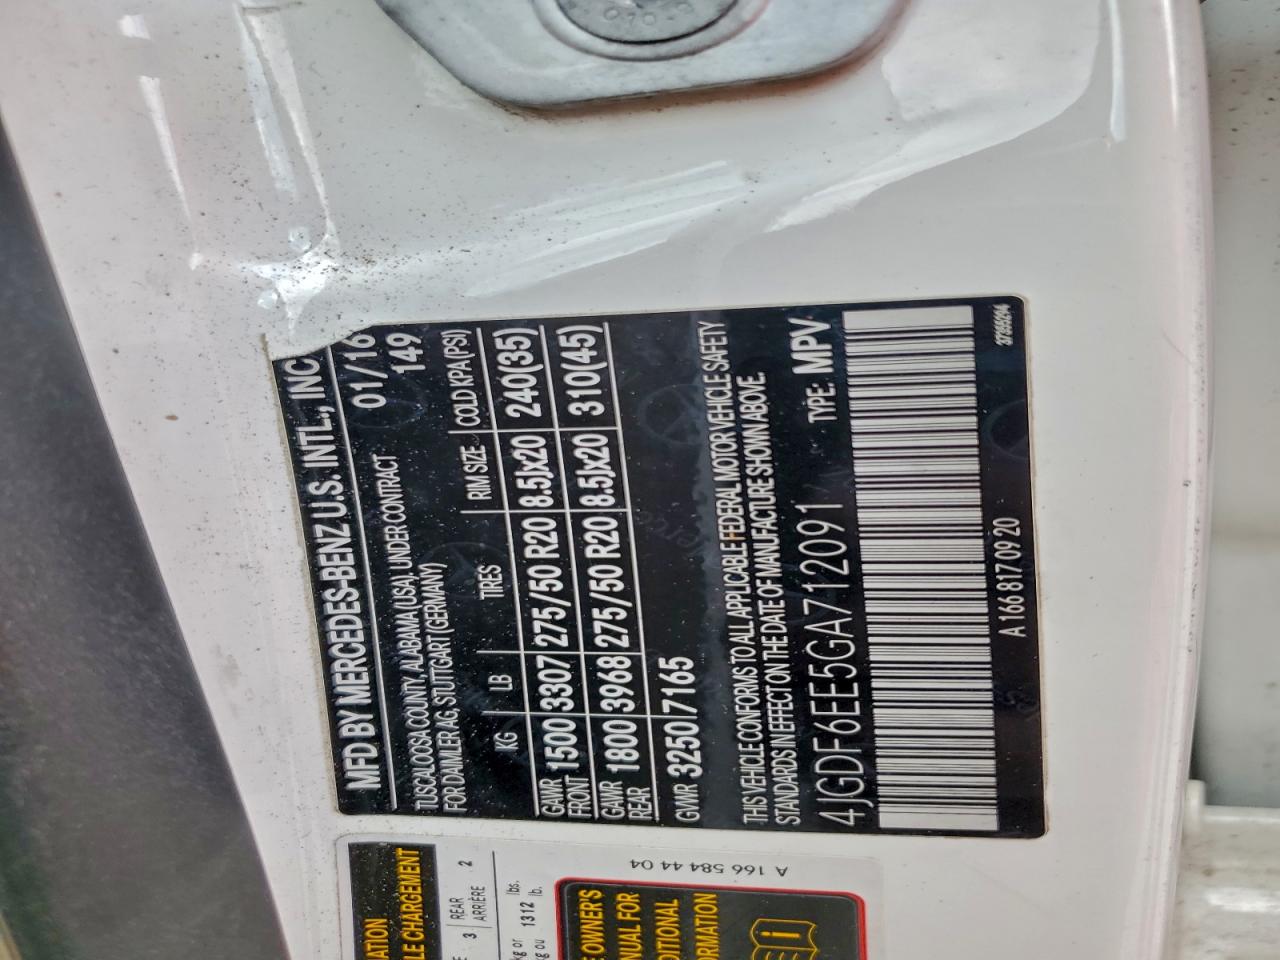 MFD BY MERCEDES-BENZ U.S. INTL., INC
01/16
TUSCALOOSA COUNTY, ALABAMA (USA), UNDER CONTRACT 149
FOR DAIMLER AG, STUTTGART (GERMANY)
KG LB TIRES RIM SIZE COLD KPA (PSI)
GAWR FRONT 1500 3307 275/50 R20 8.5Jx20 240(35)
GAWR REAR 1800 3968 275/50 R20 8.5Jx20 310(45)
GVWR 3250 7165
THIS VEHICLE CONFORMS TO ALL APPLICABLE FEDERAL MOTOR VEHICLE SAFETY
STANDARDS IN EFFECT ON THE DATE OF MANUFACTURE SHOWN ABOVE.
4JGDF6EE5GA712091 TYPE: MPV
A 166 817 09 20
A 166 584 44 04
CHARGEMENT
3 REAR 2
ARRIÈRE
kg or 1312 lbs.
kg ou lb.
OWNER'S
FOR